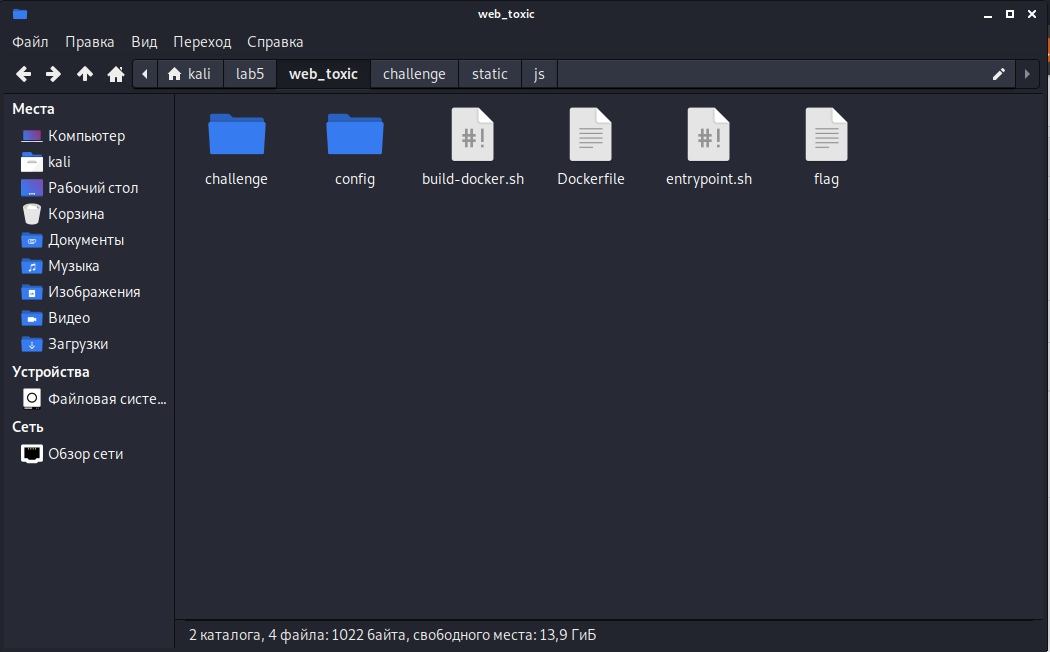 web_toxic
Файл Правка Вид Переход Справка
kali lab5 web_toxic challenge static js
Места
Компьютер
kali
Рабочий стол
Корзина
Документы
Музыка
Изображения
Видео
Загрузки
Устройства
Файловая систе...
Сеть
Обзор сети
challenge config build-docker.sh Dockerfile entrypoint.sh flag
2 каталога, 4 файла: 1022 байта, свободного места: 13,9 ГиБ